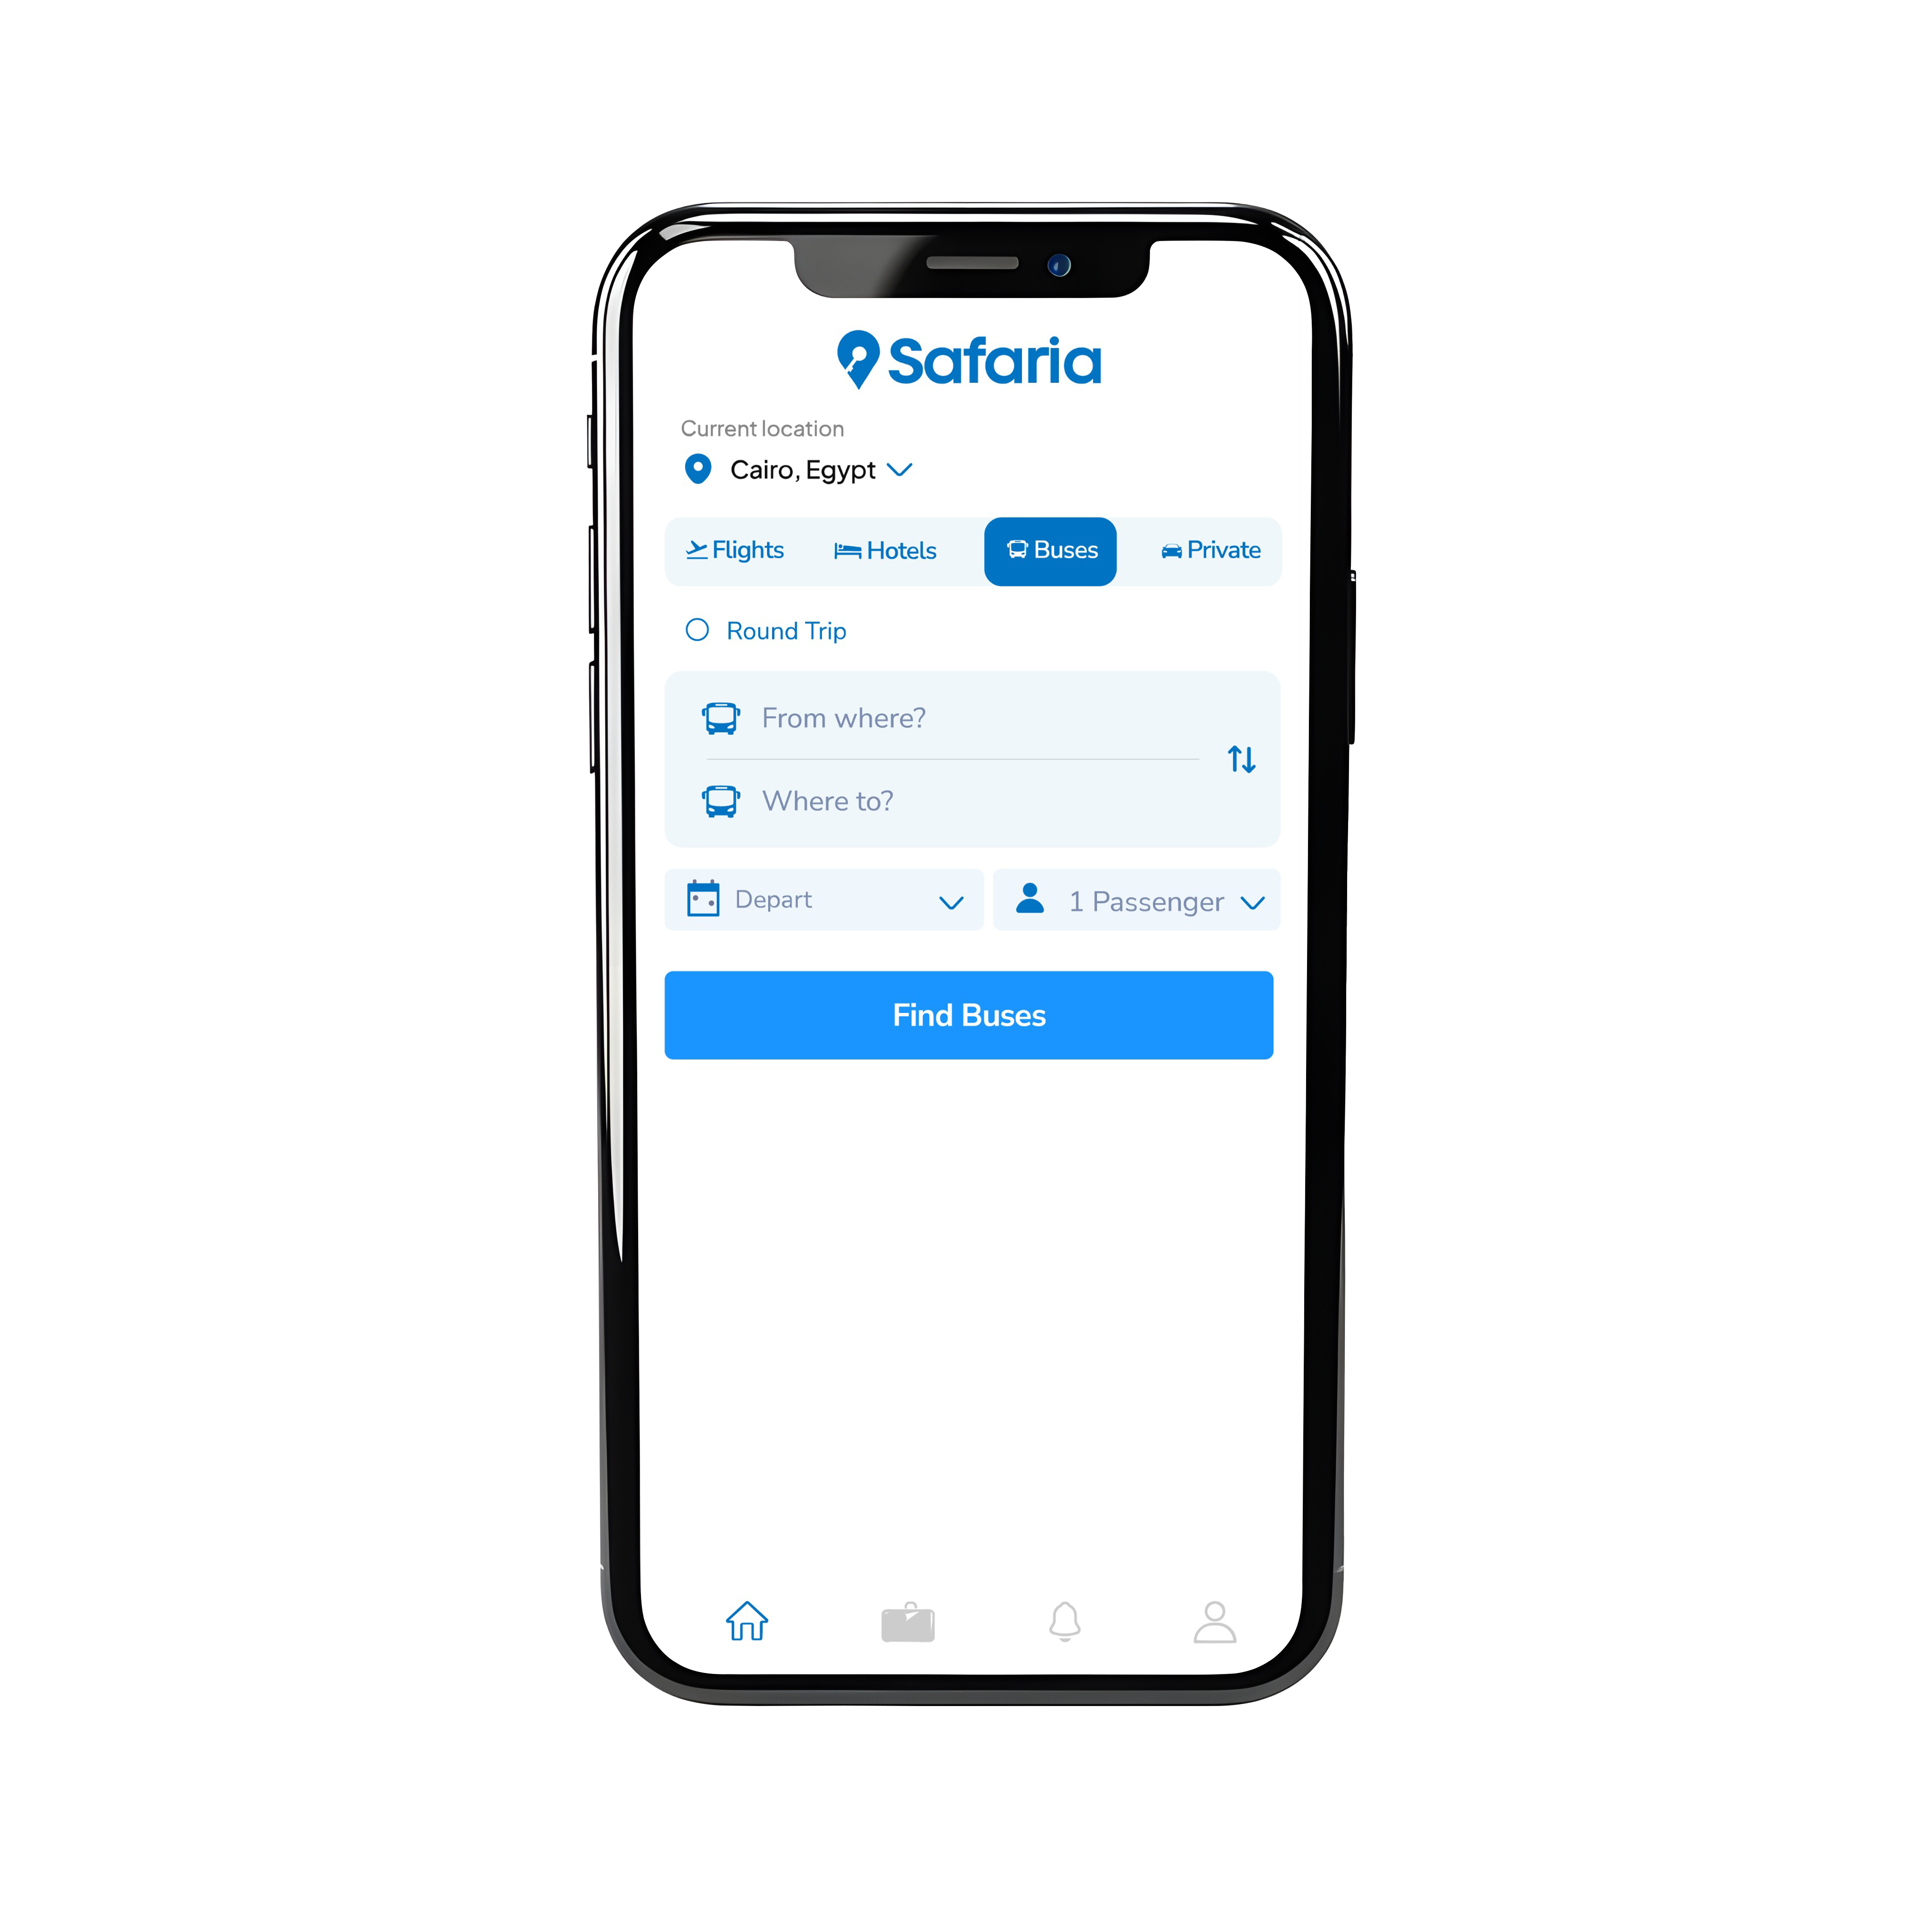 Safaria
Current location
Cairo, Egypt
Flights Hotels Buses Private
Round Trip
From where?
Where to?
Depart 1 Passenger
Find Buses